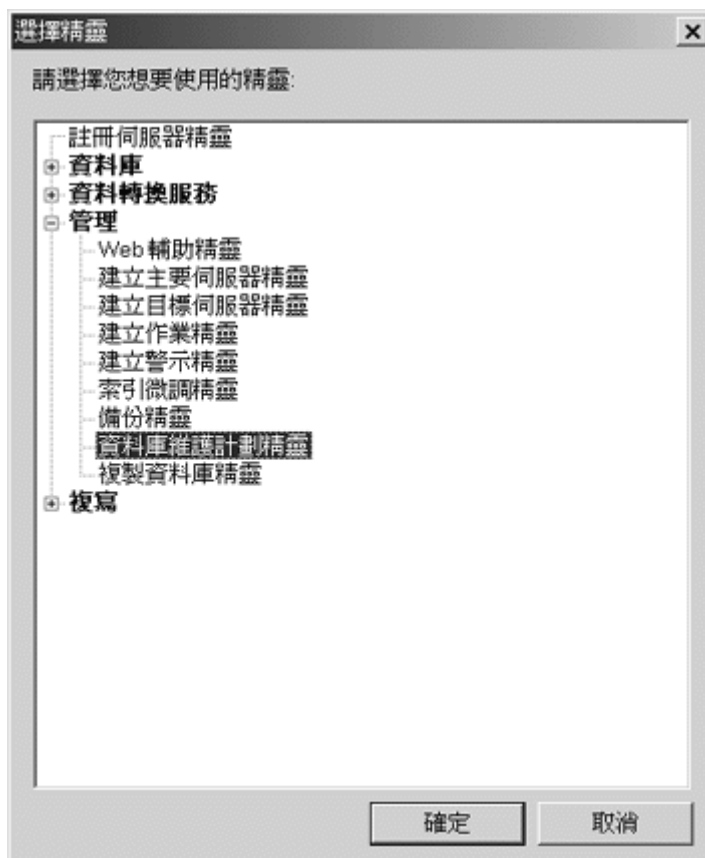 選擇精靈
請選擇您想要使用的精靈:
註冊伺服器精靈
資料庫
資料轉換服務
管理
Web 輔助精靈
建立主要伺服器精靈
建立目標伺服器精靈
建立作業精靈
建立警示精靈
索引微調精靈
備份精靈
資料庫維護計劃精靈
複製資料庫精靈
複寫
確定
取消